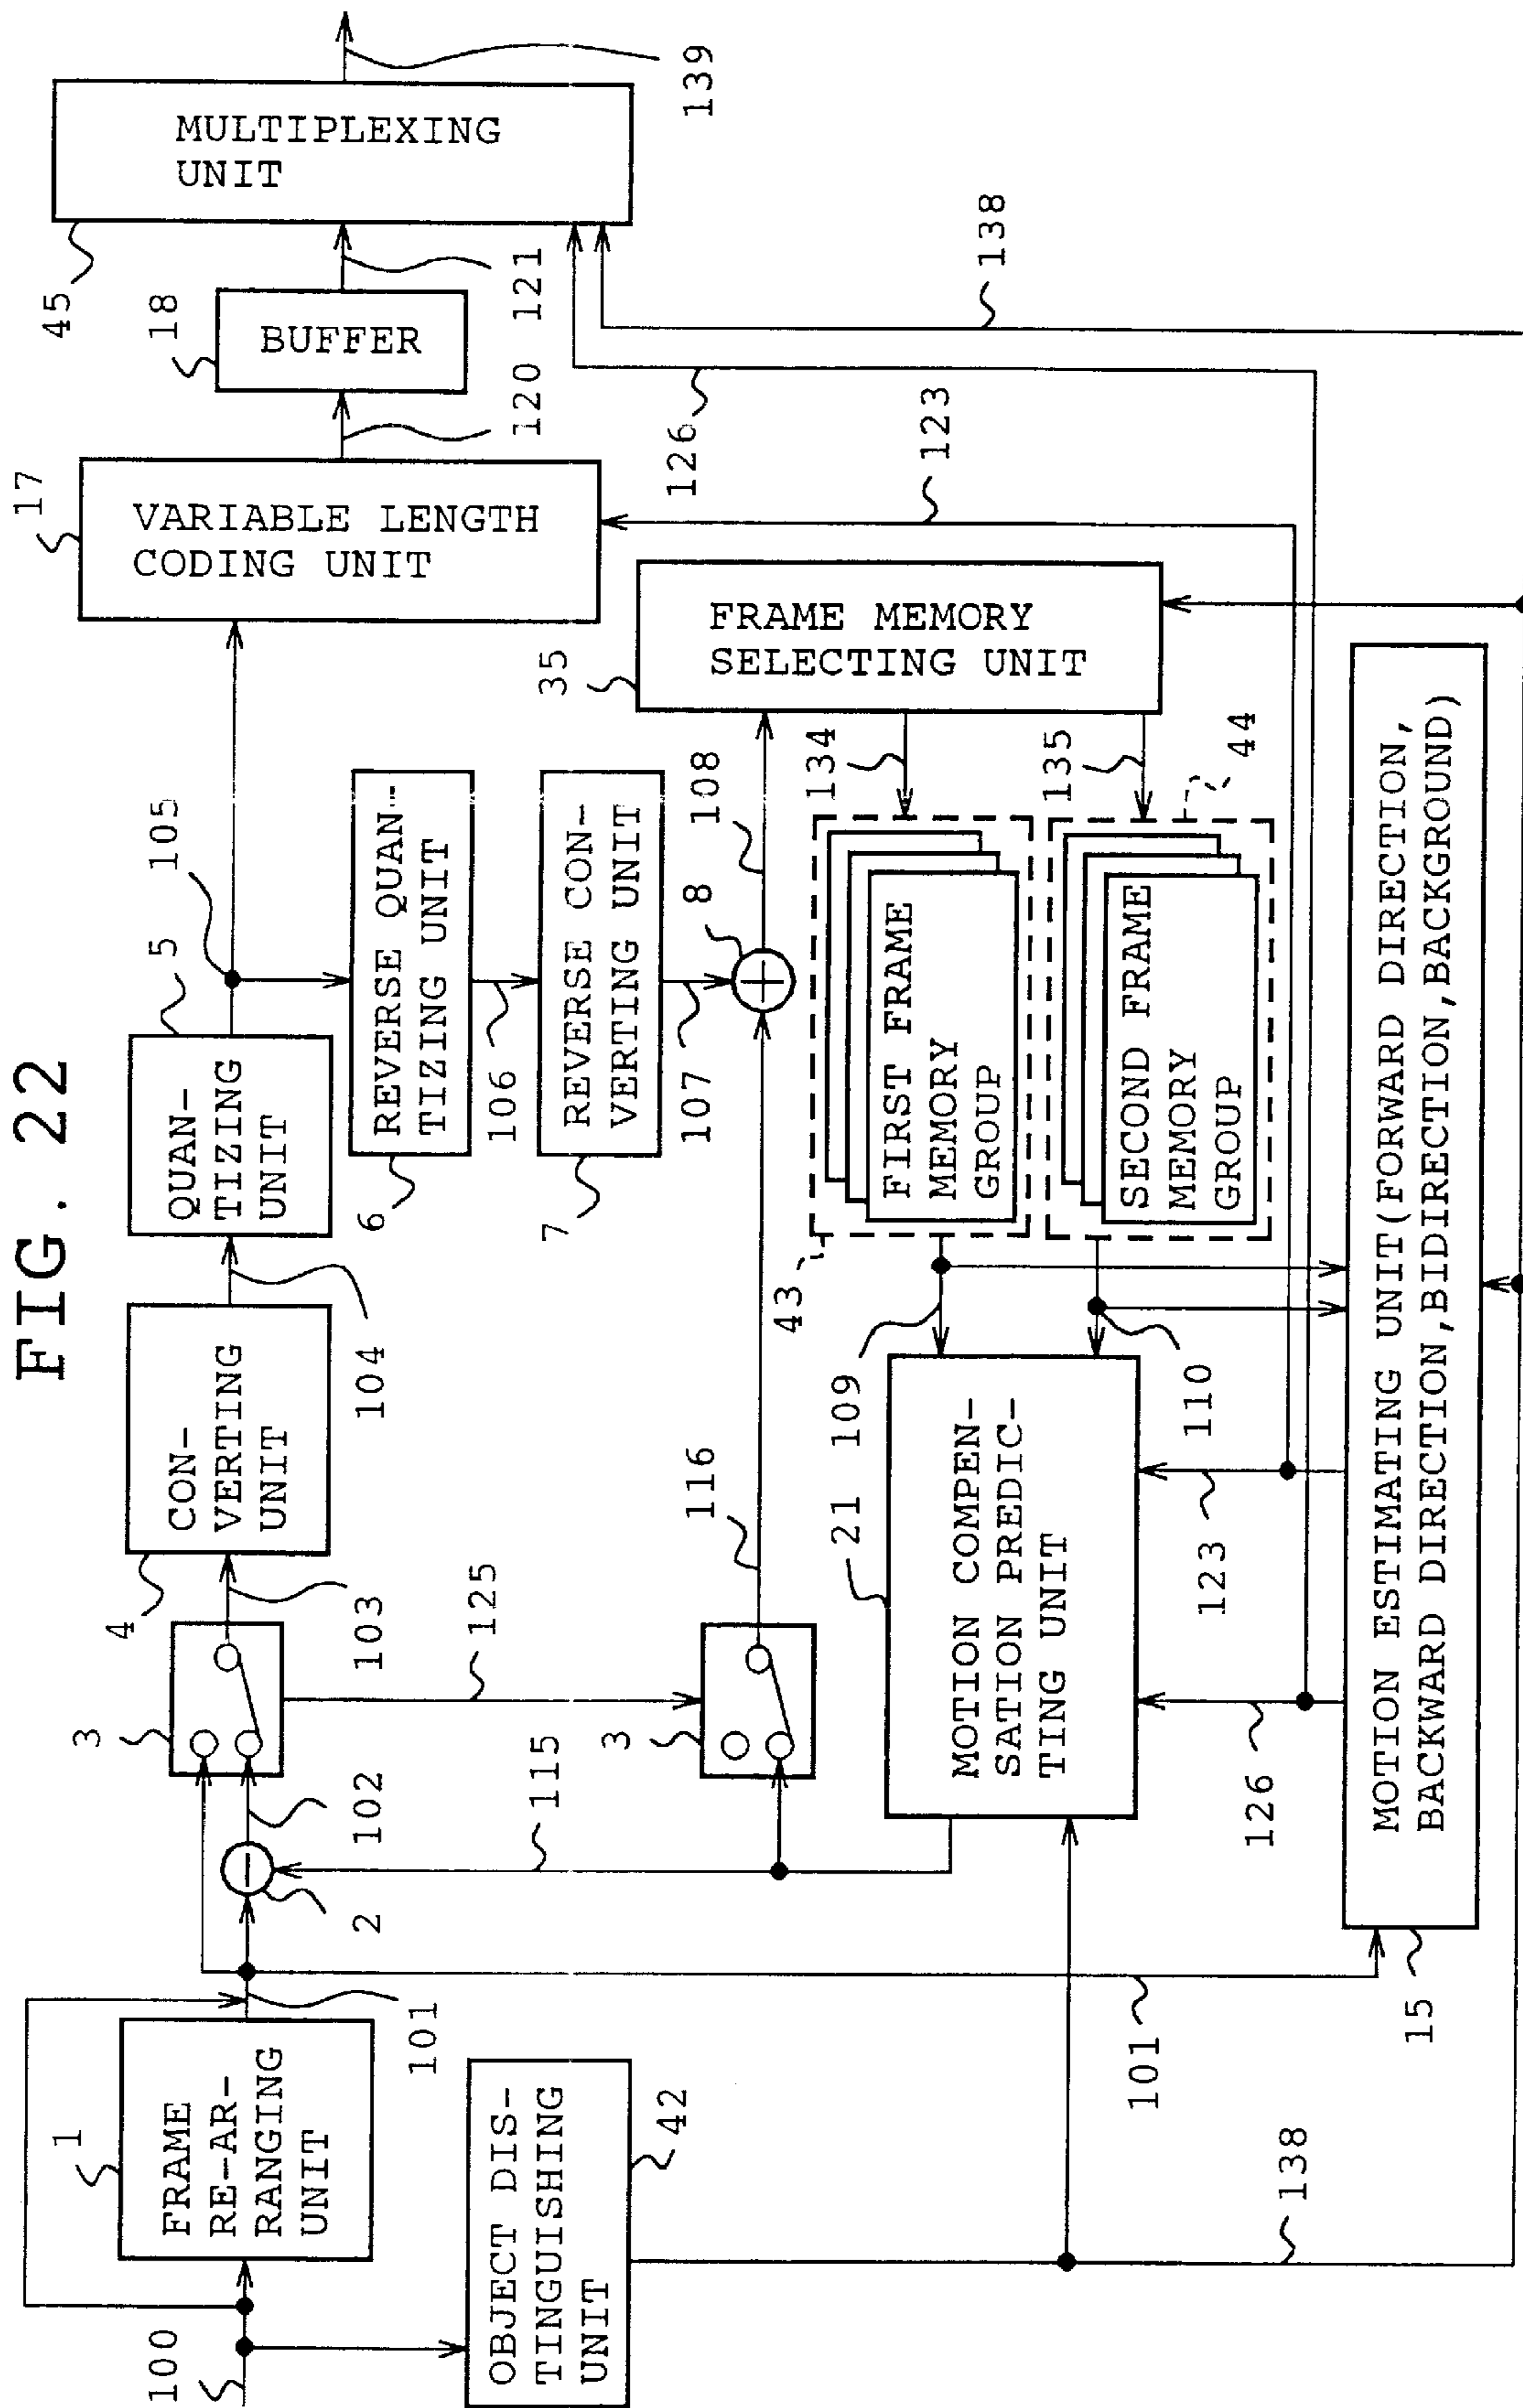 FIG. 22
100
1
FRAME
RE-AR-
RANGING
UNIT
101
2
102
3
103
4
CON-
VERTING
UNIT
104
5
QUAN-
TIZING
UNIT
105
17
VARIABLE LENGTH
CODING UNIT
120
18
BUFFER
121
45
MULTIPLEXING
UNIT
139
OBJECT DIS-
TINGUISHING
UNIT
42
115
125
3
116
6
REVERSE QUAN-
TIZING UNIT
106
7
REVERSE CON-
VERTING UNIT
107
8
108
35
FRAME MEMORY
SELECTING UNIT
134
135
43
FIRST FRAME
MEMORY
GROUP
44
SECOND FRAME
MEMORY
GROUP
109
110
21
MOTION COMPEN-
SATION PREDIC-
TING UNIT
126
123
126
123
138
101
138
15
MOTION ESTIMATING UNIT(FORWARD DIRECTION,
BACKWARD DIRECTION,BIDIRECTION,BACKGROUND)